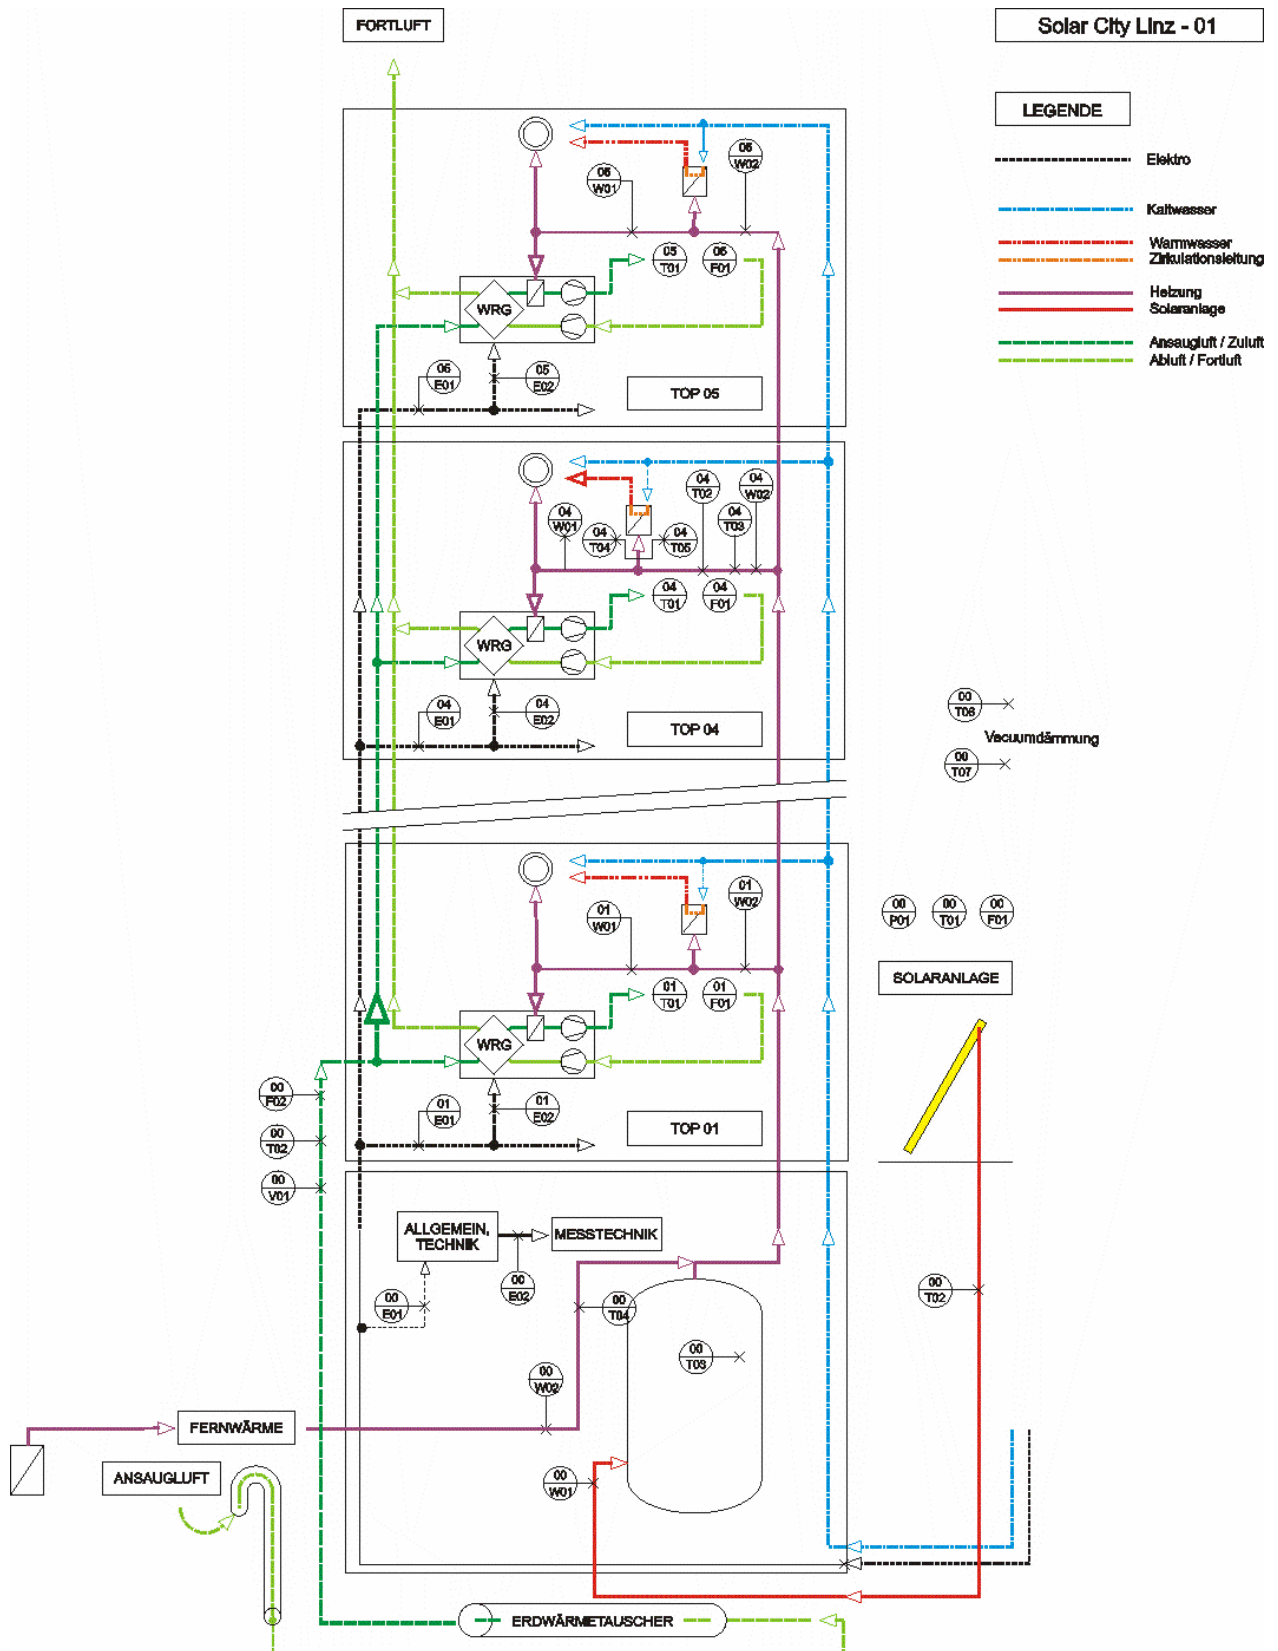 FORTLUFT
Solar City Linz - 01
LEGENDE
Elektro
Kaltwasser
Warmwasser
Zirkulationsleitung
Heizung
Solaranlage
Ansaugluft / Zuluft
Abluft / Fortluft
05
W02
05
W01
05
T01
05
F01
WRG
05
E01
05
E02
TOP 05
04
T02
04
W02
04
W01
04
T03
04
T04
04
T05
04
T01
04
F01
WRG
04
E01
04
E02
TOP 04
00
T06
Vacuumdämmung
00
T07
01
W02
01
W01
00
P01
00
T01
00
F01
SOLARANLAGE
01
T01
01
F01
WRG
00
F02
01
E01
01
E02
TOP 01
00
T02
00
V01
ALLGEMEIN,
TECHNIK
MESSTECHNIK
00
E02
00
E01
00
T04
00
T02
00
T03
00
W02
FERNWÄRME
ANSAUGLUFT
00
W01
ERDWÄRMETAUSCHER